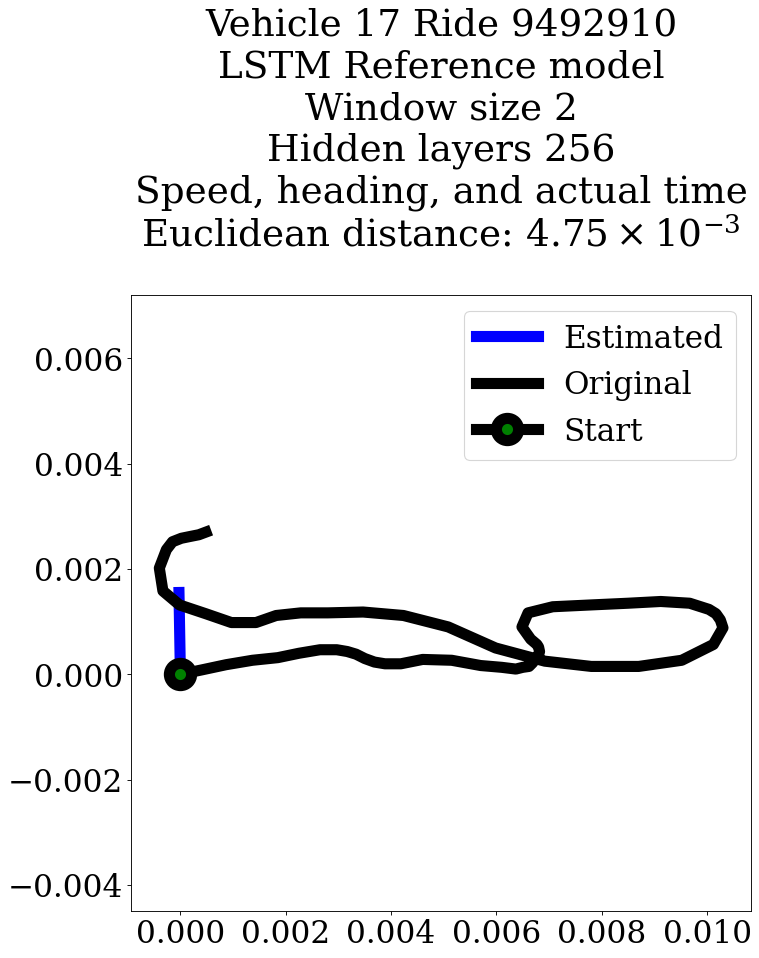 Vehicle 17 Ride 9492910
LSTM Reference model
Window size 2
Hidden layers 256
Speed, heading, and actual time
Euclidean distance: 4.75 × 10⁻³
Estimated
Original
Start
0.006
0.004
0.002
0.000
−0.002
−0.004
0.000 0.002 0.004 0.006 0.008 0.010